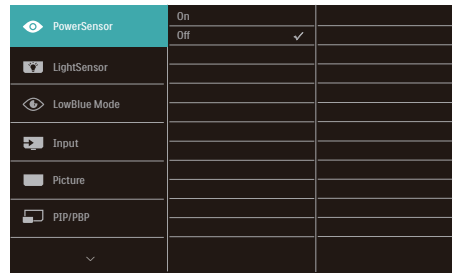 PowerSensor
On
Off
LightSensor
LowBlue Mode
Input
Picture
PIP/PBP